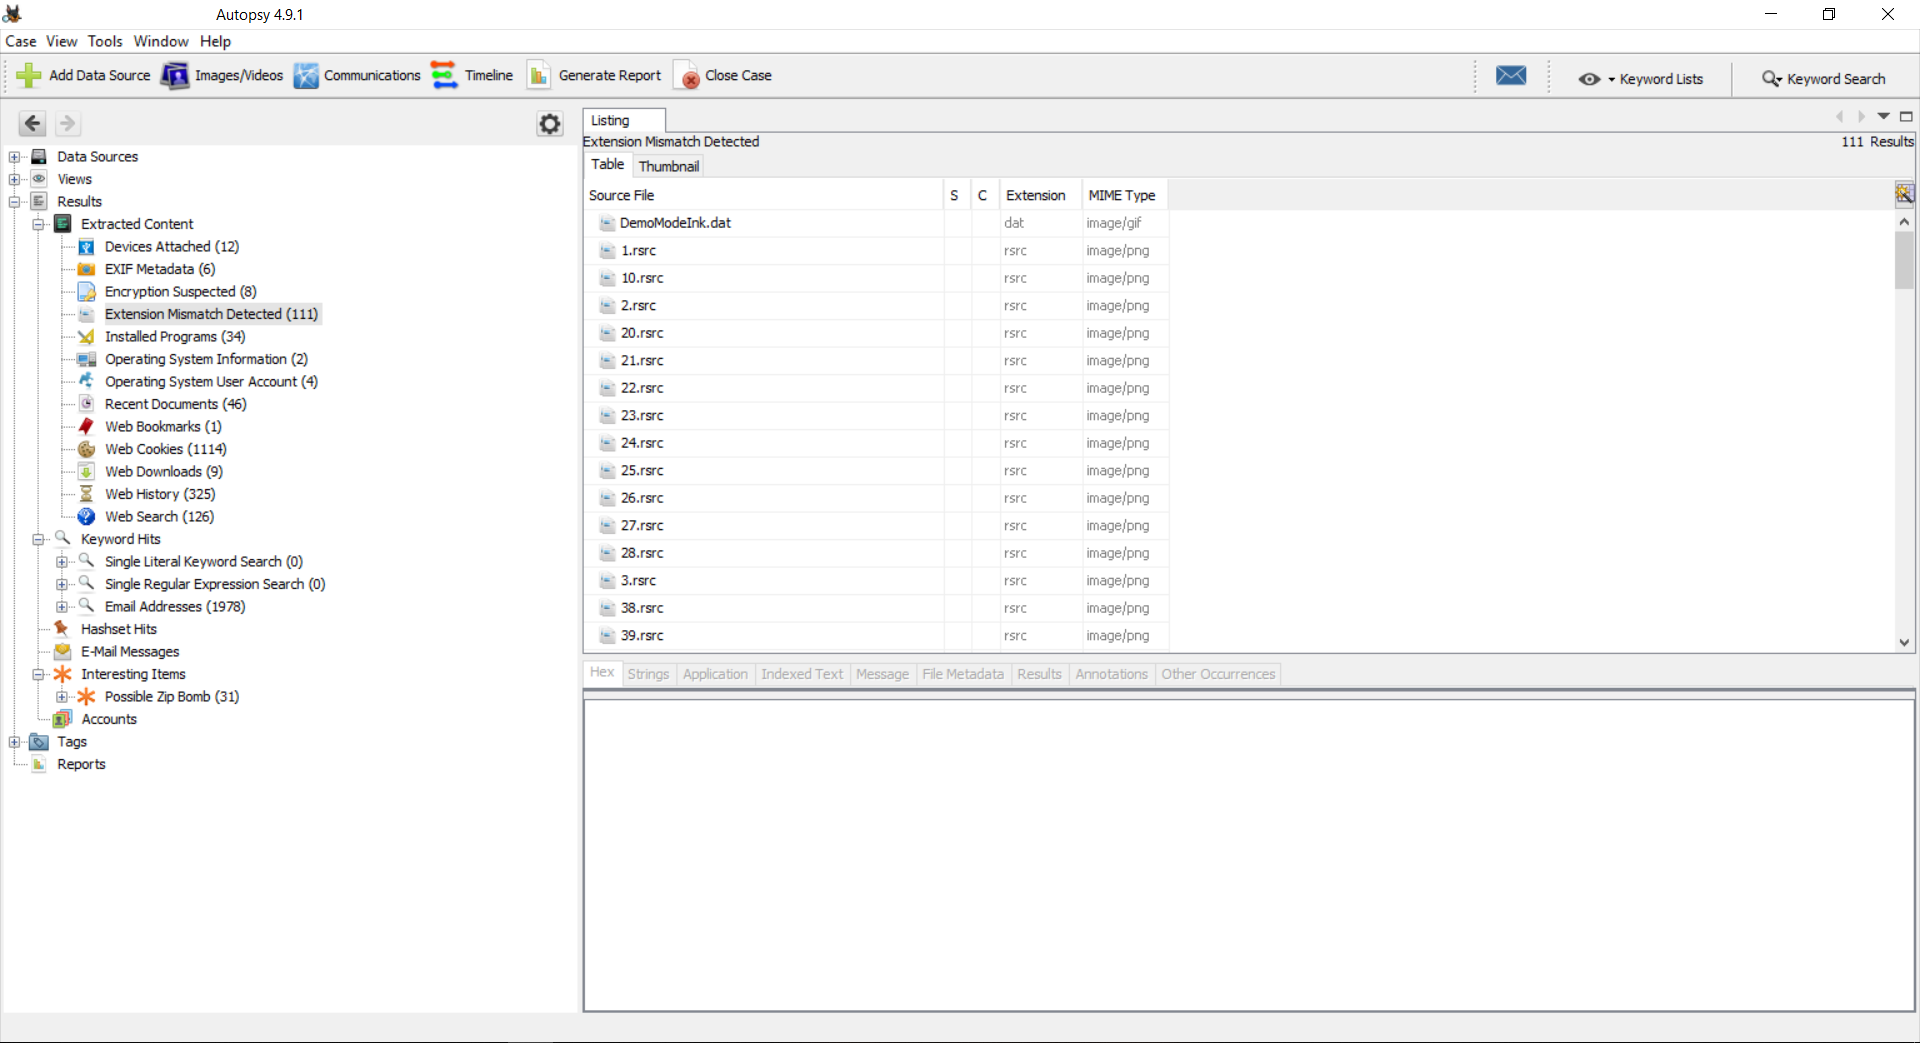 Autopsy 4.9.1
Case View Tools Window Help
Add Data Source Images/Videos Communications Timeline Generate Report Close Case Keyword Lists Keyword Search
Data Sources
Views
Results
Extracted Content
Devices Attached (12)
EXIF Metadata (6)
Encryption Suspected (8)
Extension Mismatch Detected (111)
Installed Programs (34)
Operating System Information (2)
Operating System User Account (4)
Recent Documents (46)
Web Bookmarks (1)
Web Cookies (1114)
Web Downloads (9)
Web History (325)
Web Search (126)
Keyword Hits
Single Literal Keyword Search (0)
Single Regular Expression Search (0)
Email Addresses (1978)
Hashset Hits
E-Mail Messages
Interesting Items
Possible Zip Bomb (31)
Accounts
Tags
Reports
Listing
Extension Mismatch Detected 111 Results
Table Thumbnail
Source File S C Extension MIME Type
DemoModeInk.dat dat image/gif
1.rsrc rsrc image/png
10.rsrc rsrc image/png
2.rsrc rsrc image/png
20.rsrc rsrc image/png
21.rsrc rsrc image/png
22.rsrc rsrc image/png
23.rsrc rsrc image/png
24.rsrc rsrc image/png
25.rsrc rsrc image/png
26.rsrc rsrc image/png
27.rsrc rsrc image/png
28.rsrc rsrc image/png
3.rsrc rsrc image/png
38.rsrc rsrc image/png
39.rsrc rsrc image/png
Hex Strings Application Indexed Text Message File Metadata Results Annotations Other Occurrences